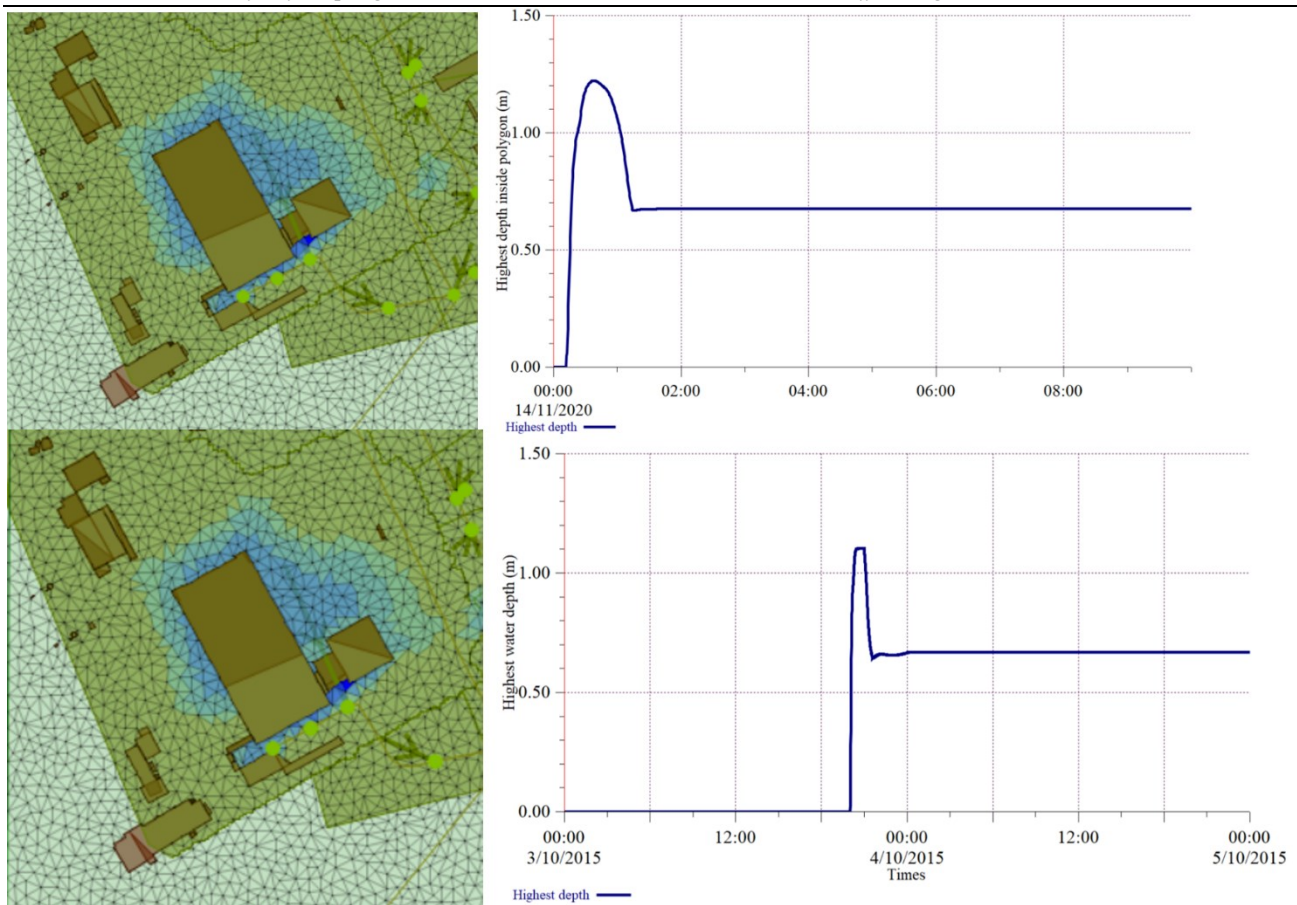 1.50
1.00
0.50
0.00
Highest depth inside polygon (m)
00:00 02:00 04:00 06:00 08:00
14/11/2020
Highest depth
1.50
1.00
0.50
0.00
Highest water depth (m)
00:00 12:00 00:00 12:00 00:00
3/10/2015 4/10/2015 5/10/2015
Times
Highest depth